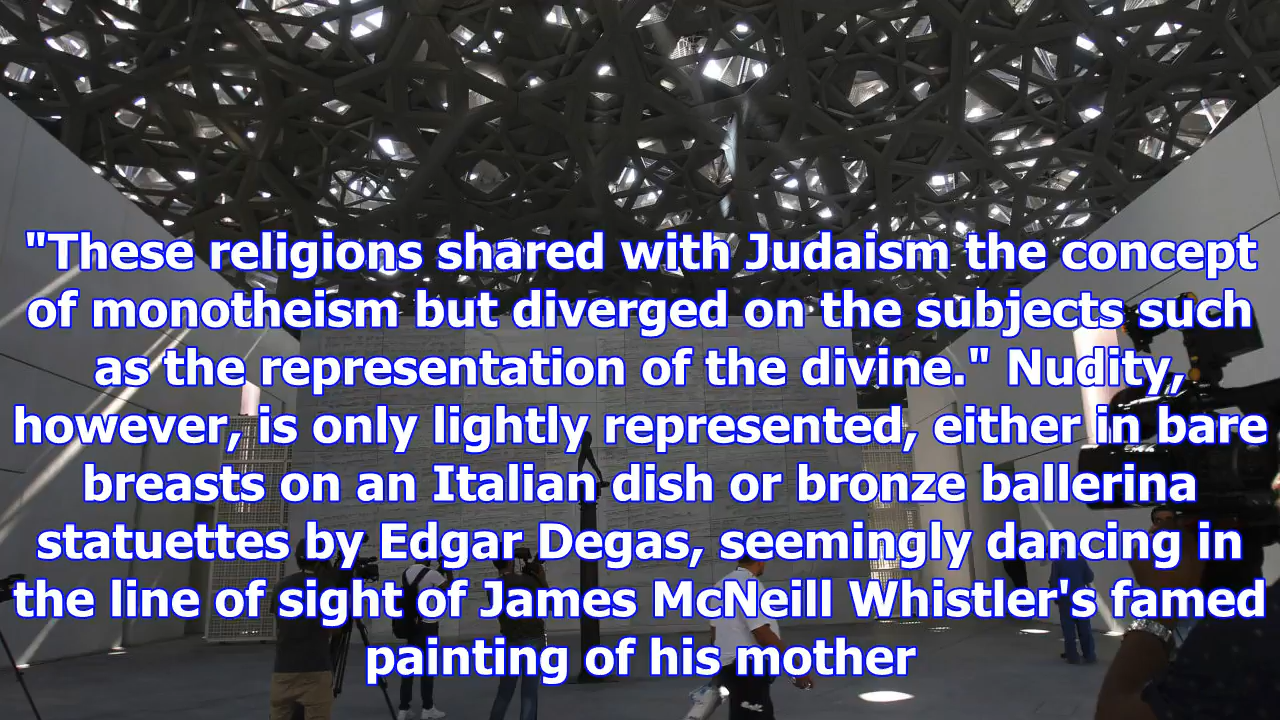 "These religions shared with Judaism the concept
of monotheism but diverged on the subjects such
as the representation of the divine." Nudity,
however, is only lightly represented, either in bare
breasts on an Italian dish or bronze ballerina
statuettes by Edgar Degas, seemingly dancing in
the line of sight of James McNeill Whistler's famed
painting of his mother